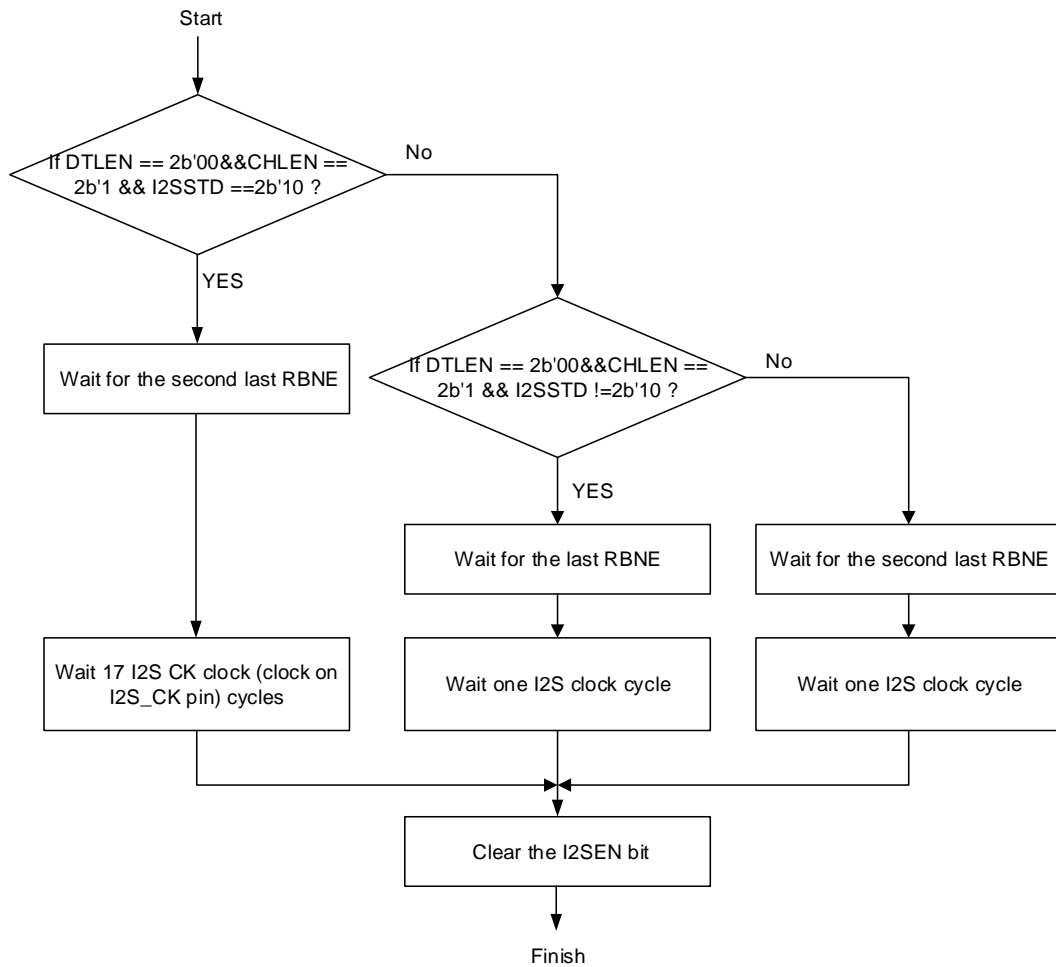 Start
If DTLEN == 2b'00&&CHLEN ==
2b'1 && I2SSTD ==2b'10 ?
No
YES
Wait for the second last RBNE
If DTLEN == 2b'00&&CHLEN ==
2b'1 && I2SSTD !=2b'10 ?
No
YES
Wait for the last RBNE
Wait for the second last RBNE
Wait 17 I2S CK clock (clock on
I2S_CK pin) cycles
Wait one I2S clock cycle
Wait one I2S clock cycle
Clear the I2SEN bit
Finish